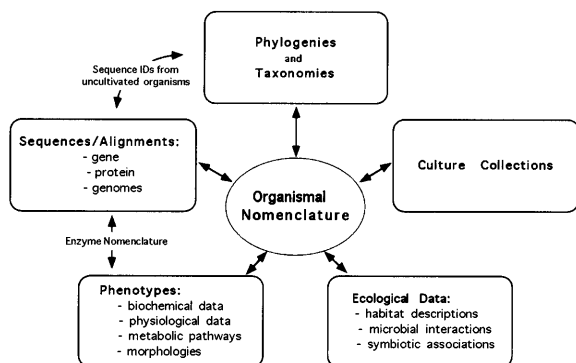 Phylogenies
and
Taxonomies
Sequence IDs from
uncultivated organisms
Sequences/Alignments:
- gene
- protein
- genomes
Culture Collections
Organismal
Nomenclature
Enzyme Nomenclature
Phenotypes:
- biochemical data
- physiological data
- metabolic pathways
- morphologies
Ecological Data:
- habitat descriptions
- microbial interactions
- symbiotic associations